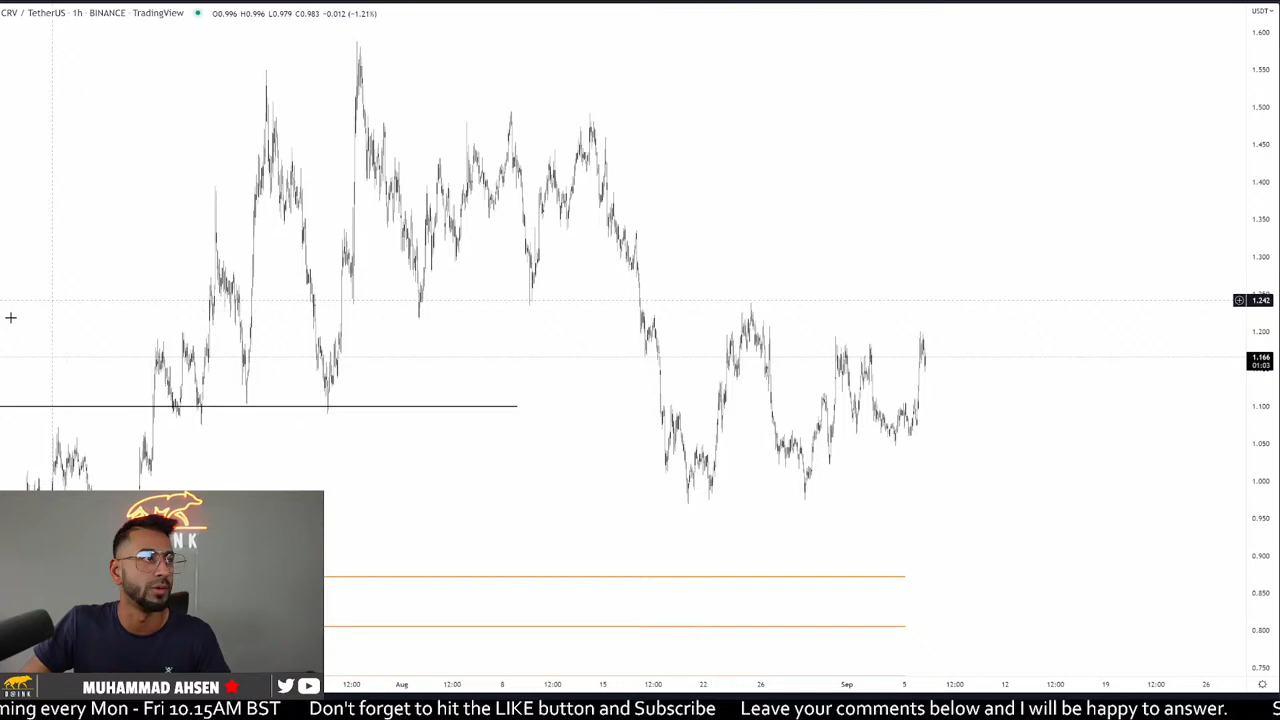 CRV / TetherUS · 1h · BINANCE · TradingView
O0.996 H0.996 L0.979 C0.983 -0.012 (-1.21%)
USDT
1.600
1.550
1.500
1.450
1.400
1.350
1.300
1.242
1.200
1.166
01:03
1.100
1.050
1.000
0.950
0.900
0.850
0.800
0.750
NK
12:00 Aug 12:00 8 12:00 15 12:00 22 26 Sep 5 12:00 12 12:00 19 12:00 26
MUHAMMAD AHSEN
ming every Mon - Fri 10.15AM BST Don't forget to hit the LIKE button and Subscribe Leave your comments below and I will be happy to answer. S